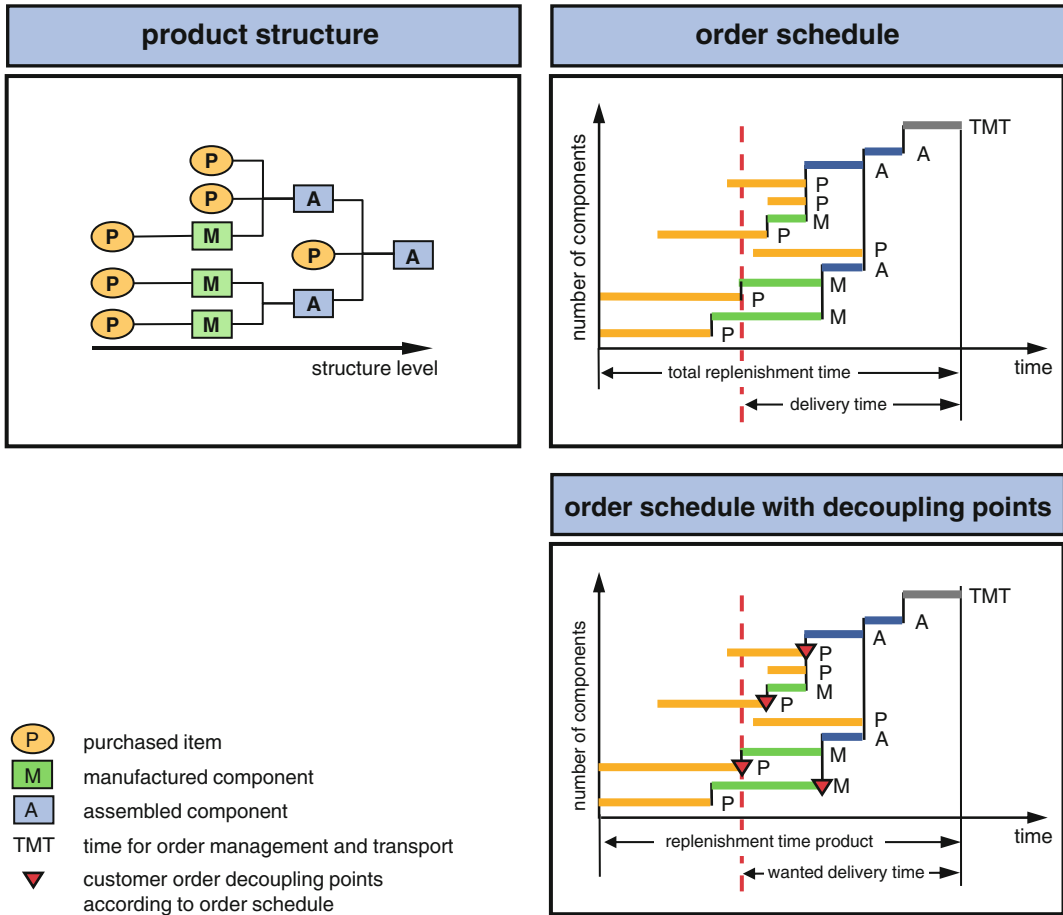 product structure
P
P
A
P
M
P
A
P
M
A
P
M
structure level
order schedule
number of components
TMT
A
A
P
P
M
P
P
A
M
P
M
P
time
total replenishment time
delivery time
order schedule with decoupling points
number of components
TMT
A
A
P
P
M
P
P
A
M
P
M
P
time
replenishment time product
wanted delivery time
P purchased item
M manufactured component
A assembled component
TMT time for order management and transport
customer order decoupling points
according to order schedule